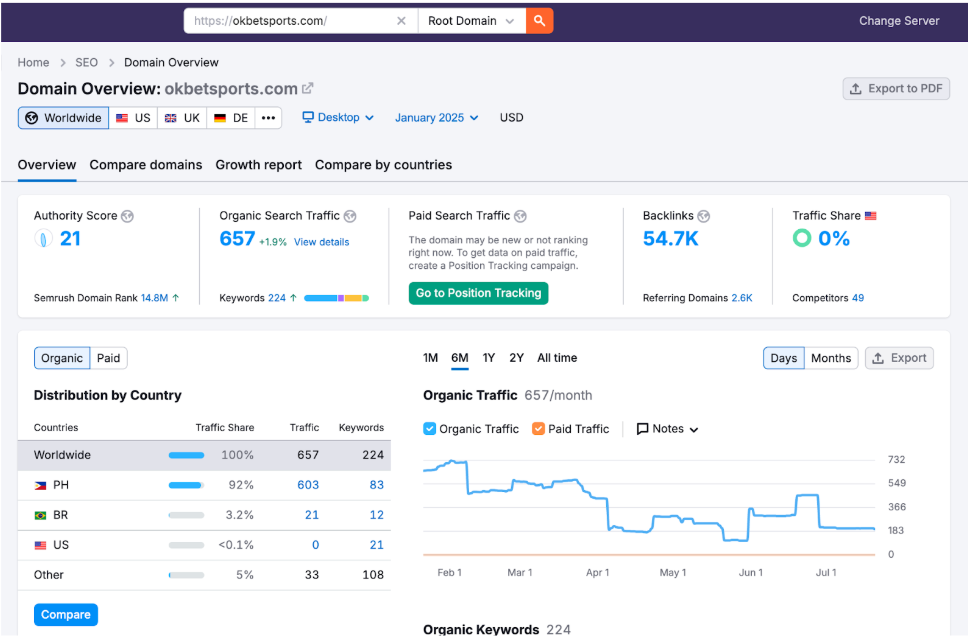 https://okbetsports.com/ × Root Domain
Change Server
Home > SEO > Domain Overview
Domain Overview: okbetsports.com
Export to PDF
Worldwide US UK DE ••• Desktop January 2025 USD
Overview Compare domains Growth report Compare by countries
Authority Score
21
Semrush Domain Rank 14.8M ↑
Organic Search Traffic
657 +1.9% View details
Keywords 224 ↑
Paid Search Traffic
The domain may be new or not ranking
right now. To get data on paid traffic,
create a Position Tracking campaign.
Go to Position Tracking
Backlinks
54.7K
Referring Domains 2.6K
Traffic Share
0%
Competitors 49
Organic Paid
Distribution by Country
Countries Traffic Share Traffic Keywords
Worldwide 100% 657 224
PH 92% 603 83
BR 3.2% 21 12
US <0.1% 0 21
Other 5% 33 108
Compare
1M 6M 1Y 2Y All time
Days Months Export
Organic Traffic 657/month
Organic Traffic Paid Traffic Notes
732
549
366
183
0
Feb 1 Mar 1 Apr 1 May 1 Jun 1 Jul 1
Organic Keywords 224